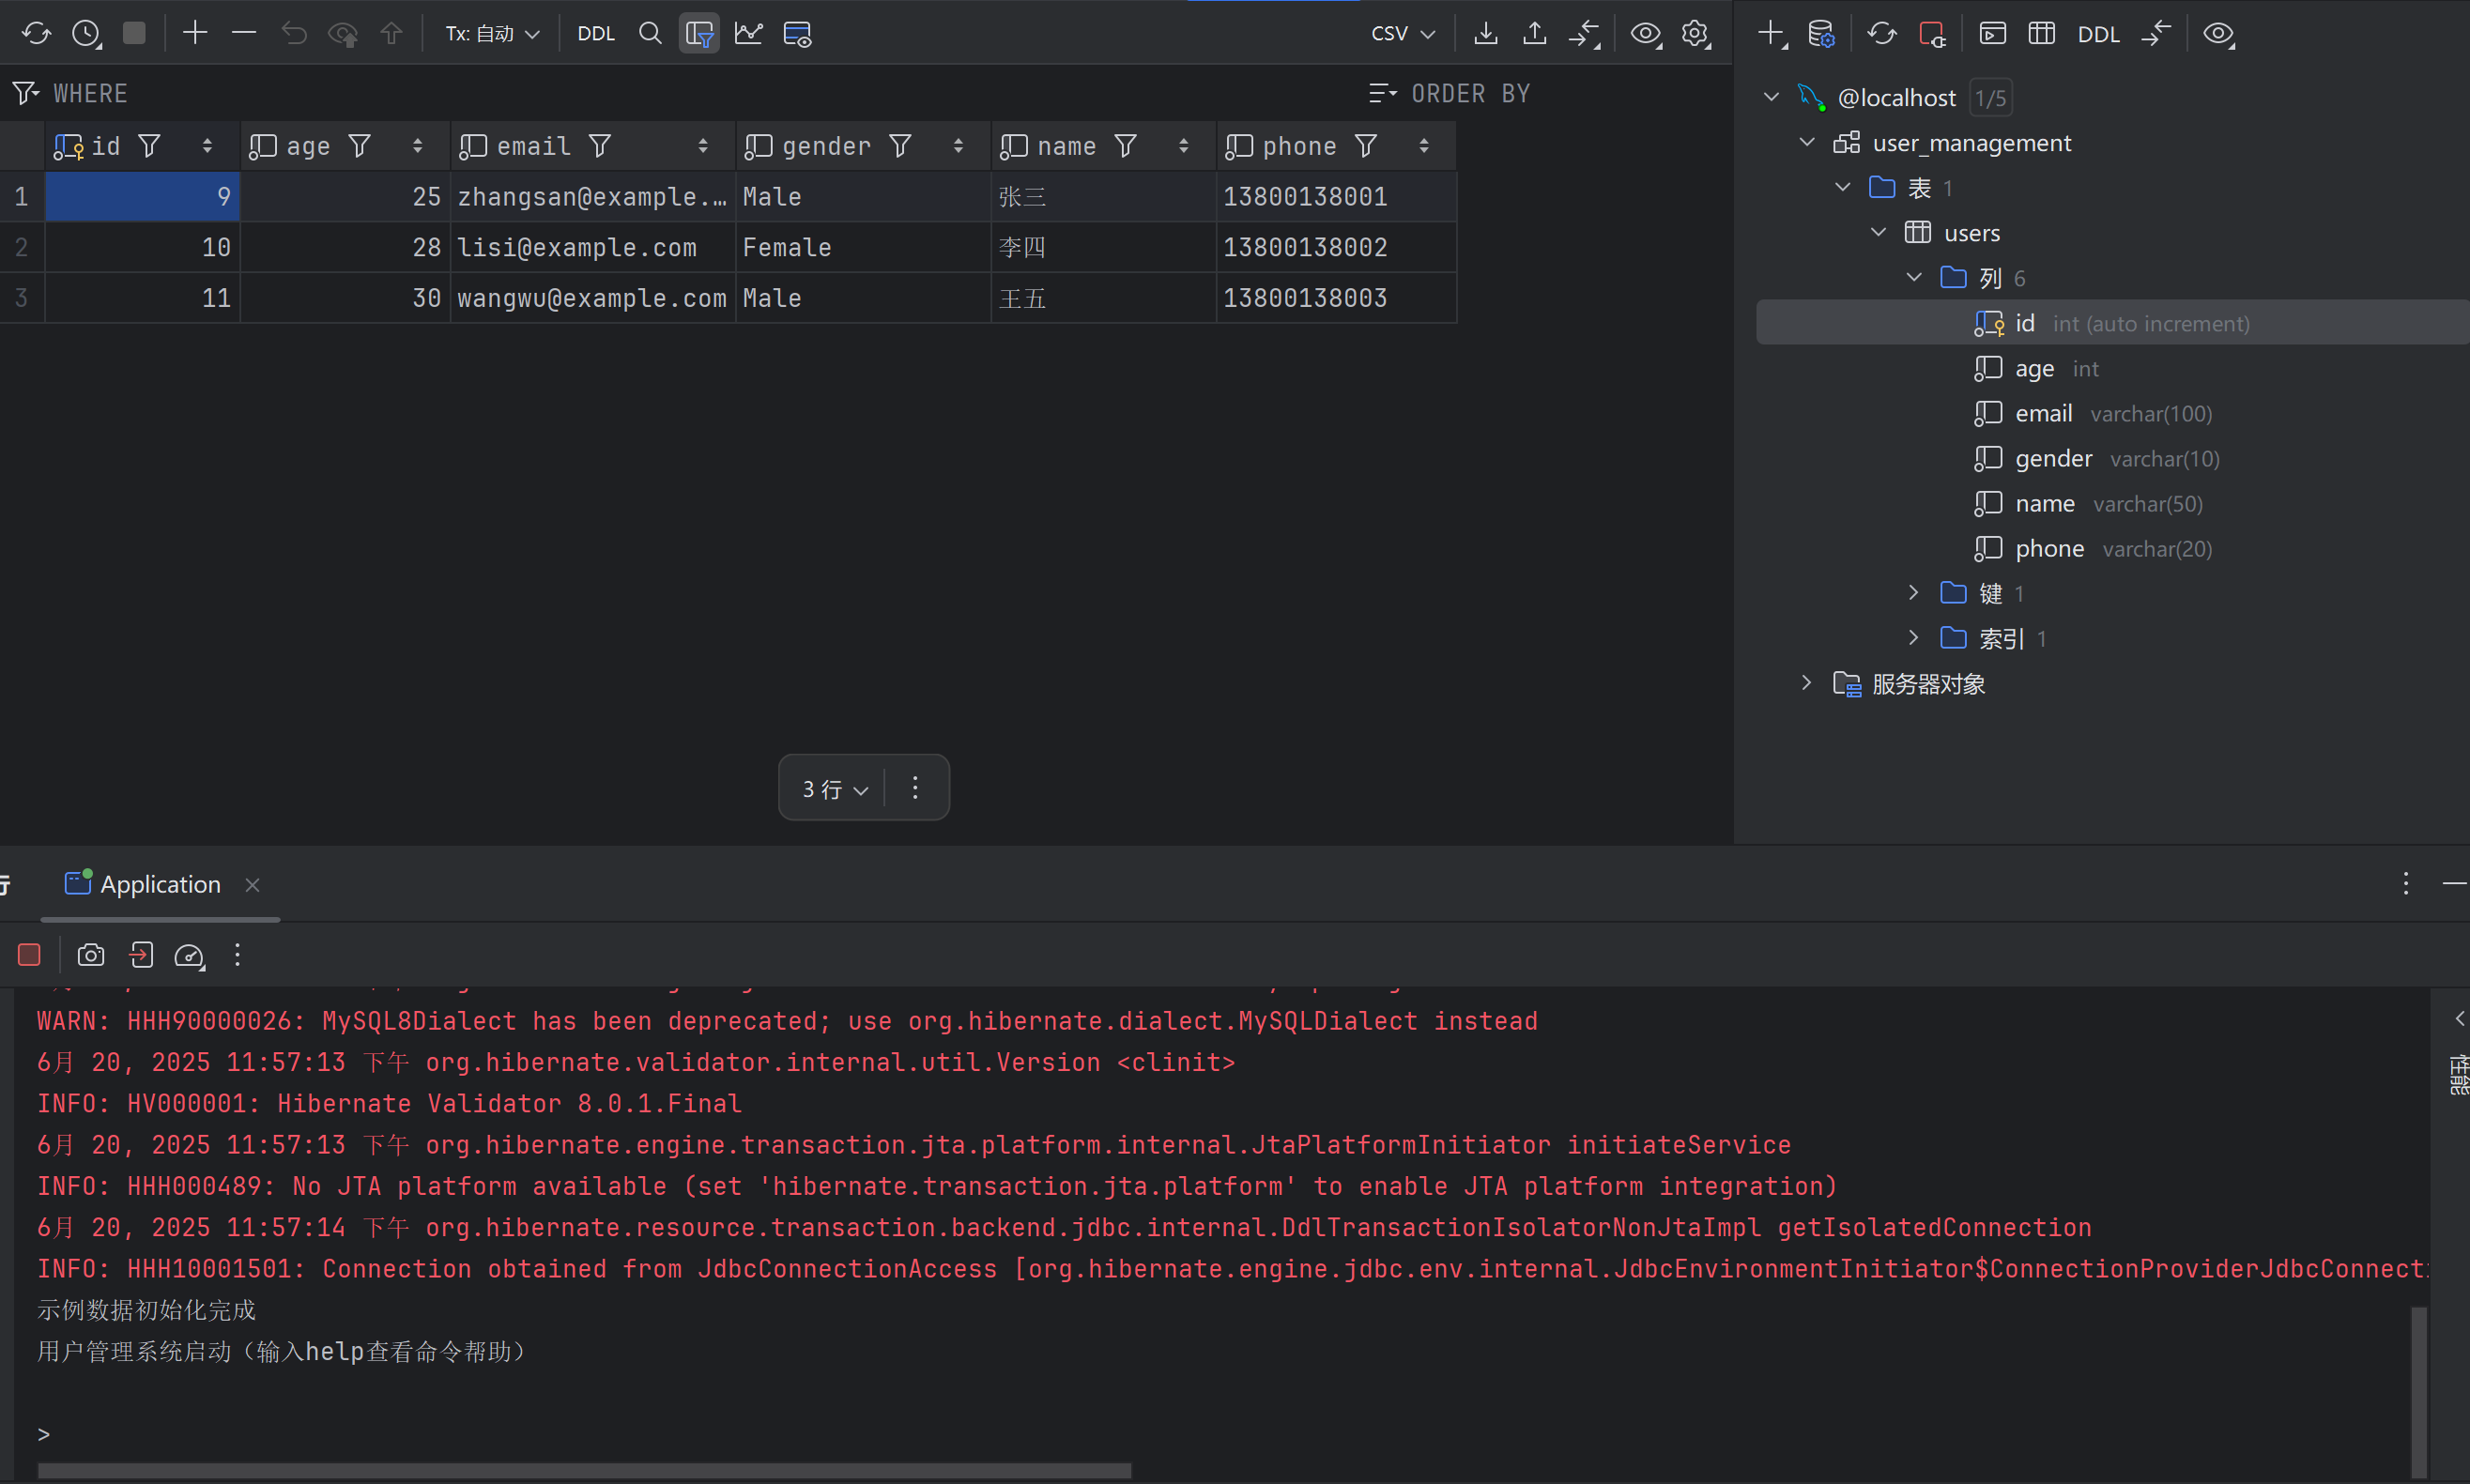 Tx: 自动 DDL CSV
WHERE ORDER BY
id age email gender name phone
1 9 25 zhangsan@example.… Male 张三 13800138001
2 10 28 lisi@example.com Female 李四 13800138002
3 11 30 wangwu@example.com Male 王五 13800138003
3 行
DDL
@localhost 1/5
user_management
表 1
users
列 6
id int (auto increment)
age int
email varchar(100)
gender varchar(10)
name varchar(50)
phone varchar(20)
键 1
索引 1
服务器对象
Application
WARN: HHH90000026: MySQL8Dialect has been deprecated; use org.hibernate.dialect.MySQLDialect instead
6月 20, 2025 11:57:13 下午 org.hibernate.validator.internal.util.Version <clinit>
INFO: HV000001: Hibernate Validator 8.0.1.Final
6月 20, 2025 11:57:13 下午 org.hibernate.engine.transaction.jta.platform.internal.JtaPlatformInitiator initiateService
INFO: HHH000489: No JTA platform available (set 'hibernate.transaction.jta.platform' to enable JTA platform integration)
6月 20, 2025 11:57:14 下午 org.hibernate.resource.transaction.backend.jdbc.internal.DdlTransactionIsolatorNonJtaImpl getIsolatedConnection
INFO: HHH10001501: Connection obtained from JdbcConnectionAccess [org.hibernate.engine.jdbc.env.internal.JdbcEnvironmentInitiator$ConnectionProviderJdbcConnecti
示例数据初始化完成
用户管理系统启动（输入help查看命令帮助）
>
性能